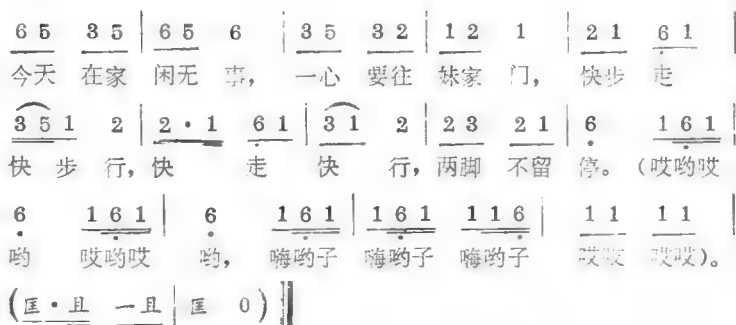 6 5 3 5 | 6 5 6 | 3 5 3 2 | 1 2 1 | 2 1 6 1 |
今天 在家 闲无 事， 一心 要往 妹家 门， 快步 走
3 5 1 2 | 2 · 1 6 1 | 3 1 2 | 2 3 2 1 | 6 1 6 1 |
快 步 行，快 走 快 行，两脚 不留 停。（哎哟哎
6 1 6 1 | 6 1 6 1 | 1 6 1 1 1 6 | 1 1 1 1 |
哟 哎哟哎 哟， 嗨哟子 嗨哟子 嗨哟子 哎哎 哎哎）。
(匡 · 且 一且 | 匡 0)